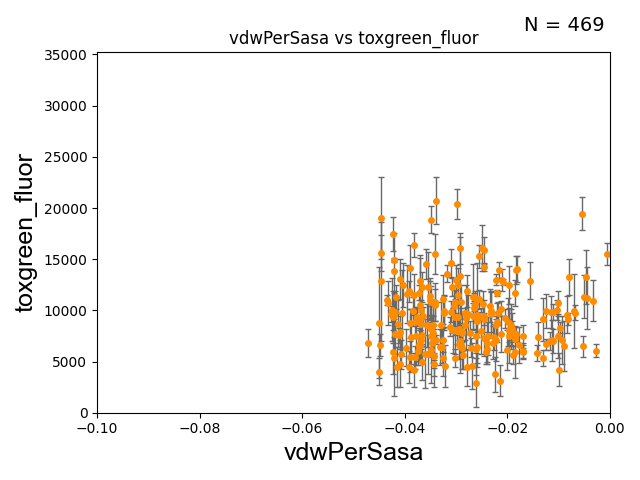 N = 469
vdwPerSasa vs toxgreen_fluor
35000
30000
25000
20000
15000
10000
5000
0
toxgreen_fluor
−0.10 −0.08 −0.06 −0.04 −0.02 0.00
vdwPerSasa